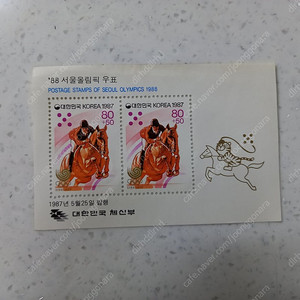 '88 서울올림픽 우표
POSTAGE STAMPS OF SEOUL OLYMPICS 1988
대한민국 KOREA 1987
80
+50
대한민국 KOREA 1987
80
+50
1987년 5월25일 발행
대한민국 체신부